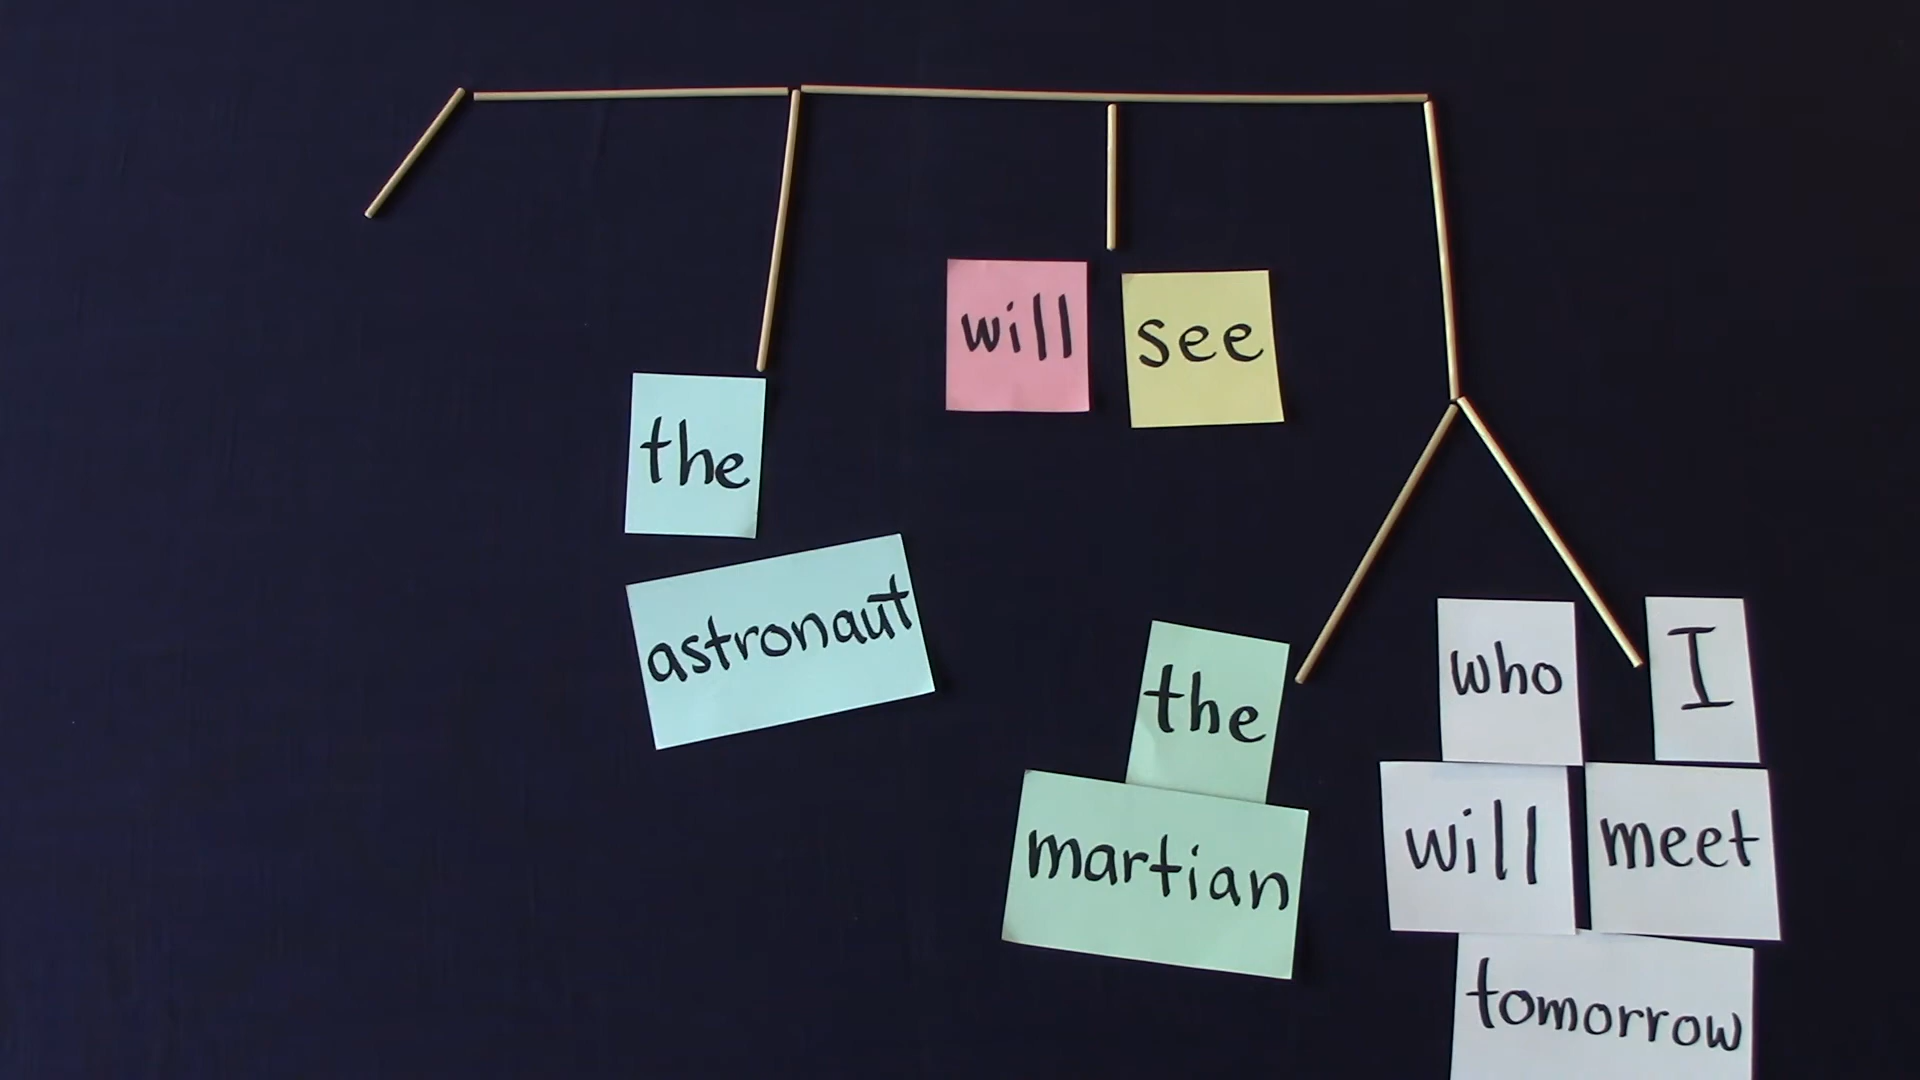 the
astronaut
will see
the
martian
who I
will meet
tomorrow